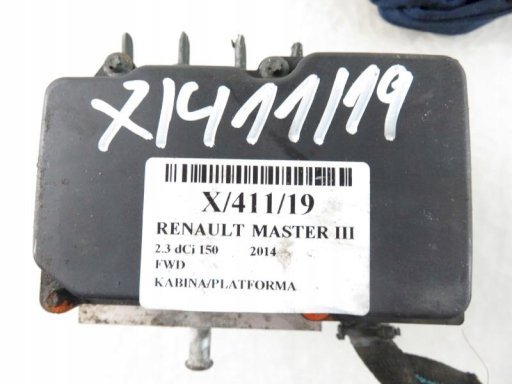 X/411/19
X/411/19
RENAULT MASTER III
2.3 dCi 150 2014
FWD
KABINA/PLATFORMA